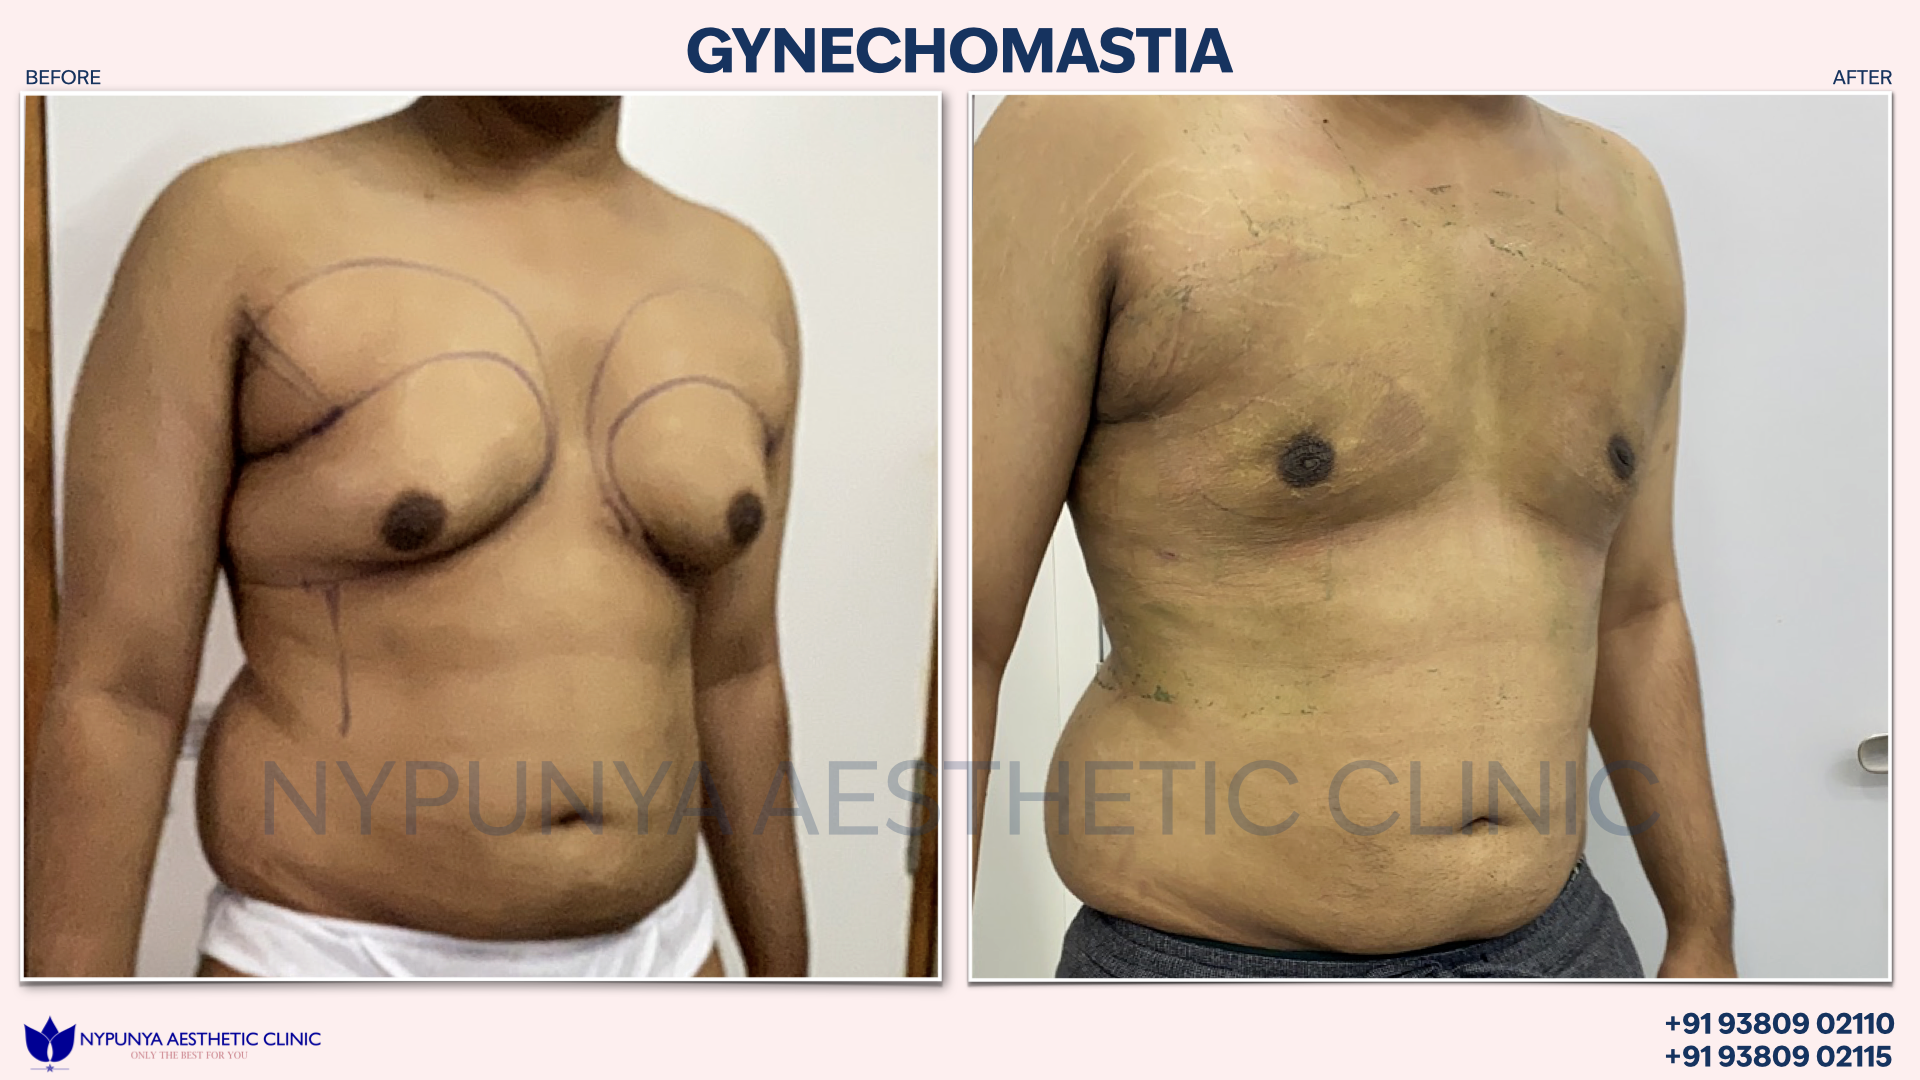 GYNECHOMASTIA
BEFORE
AFTER
NYPUNYA AESTHETIC CLINIC
NYPUNYA AESTHETIC CLINIC
ONLY THE BEST FOR YOU
+91 93809 02110
+91 93809 02115